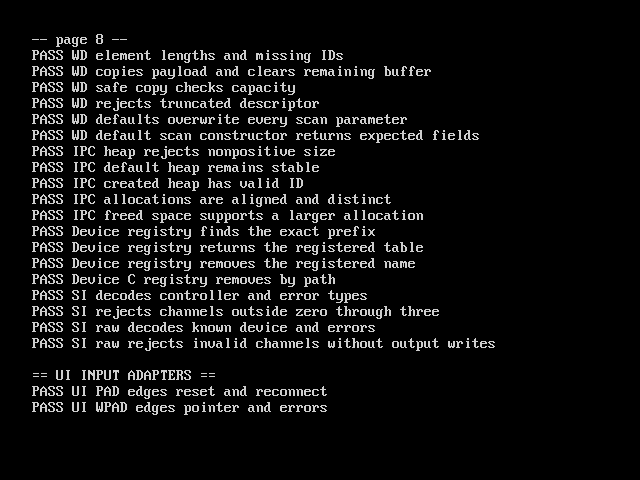 -- page 8 --
PASS WD element lengths and missing IDs
PASS WD copies payload and clears remaining buffer
PASS WD safe copy checks capacity
PASS WD rejects truncated descriptor
PASS WD defaults overwrite every scan parameter
PASS WD default scan constructor returns expected fields
PASS IPC heap rejects nonpositive size
PASS IPC default heap remains stable
PASS IPC created heap has valid ID
PASS IPC allocations are aligned and distinct
PASS IPC freed space supports a larger allocation
PASS Device registry finds the exact prefix
PASS Device registry returns the registered table
PASS Device registry removes the registered name
PASS Device C registry removes by path
PASS SI decodes controller and error types
PASS SI rejects channels outside zero through three
PASS SI raw decodes known device and errors
PASS SI raw rejects invalid channels without output writes
== UI INPUT ADAPTERS ==
PASS UI PAD edges reset and reconnect
PASS UI WPAD edges pointer and errors